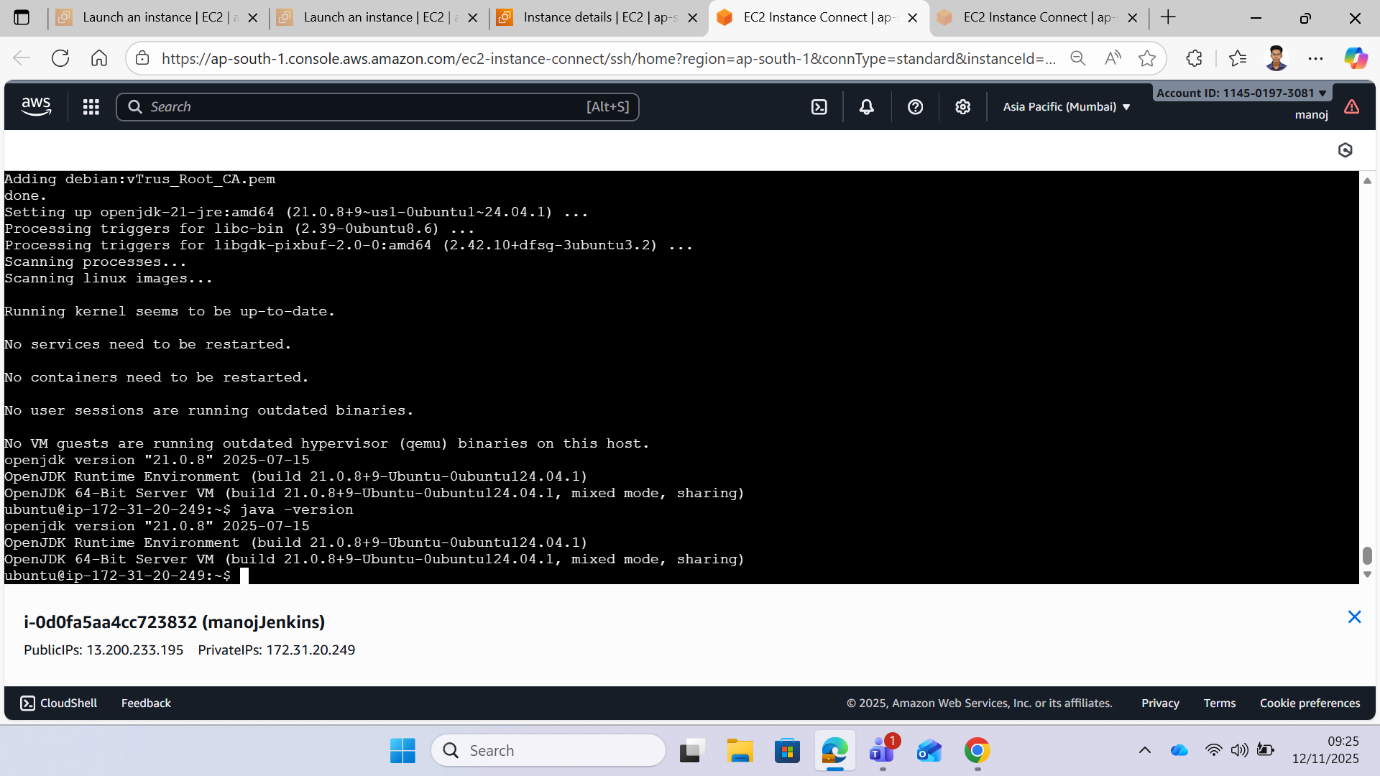 Launch an instance | EC2 | a
Launch an instance | EC2 | a
Instance details | EC2 | ap-s
EC2 Instance Connect | ap-
EC2 Instance Connect | ap-
https://ap-south-1.console.aws.amazon.com/ec2-instance-connect/ssh/home?region=ap-south-1&connType=standard&instanceId=...
aws
Search
[Alt+S]
Asia Pacific (Mumbai)
Account ID: 1145-0197-3081
manoj
Adding debian:vTrus_Root_CA.pem
done.
Setting up openjdk-21-jre:amd64 (21.0.8+9~us1-0ubuntu1~24.04.1) ...
Processing triggers for libc-bin (2.39-0ubuntu8.6) ...
Processing triggers for libgdk-pixbuf-2.0-0:amd64 (2.42.10+dfsg-3ubuntu3.2) ...
Scanning processes...
Scanning linux images...
Running kernel seems to be up-to-date.
No services need to be restarted.
No containers need to be restarted.
No user sessions are running outdated binaries.
No VM guests are running outdated hypervisor (qemu) binaries on this host.
openjdk version "21.0.8" 2025-07-15
OpenJDK Runtime Environment (build 21.0.8+9-Ubuntu-0ubuntu124.04.1)
OpenJDK 64-Bit Server VM (build 21.0.8+9-Ubuntu-0ubuntu124.04.1, mixed mode, sharing)
ubuntu@ip-172-31-20-249:~$ java -version
openjdk version "21.0.8" 2025-07-15
OpenJDK Runtime Environment (build 21.0.8+9-Ubuntu-0ubuntu124.04.1)
OpenJDK 64-Bit Server VM (build 21.0.8+9-Ubuntu-0ubuntu124.04.1, mixed mode, sharing)
ubuntu@ip-172-31-20-249:~$
i-0d0fa5aa4cc723832 (manojJenkins)
PublicIPs: 13.200.233.195 PrivateIPs: 172.31.20.249
CloudShell
Feedback
© 2025, Amazon Web Services, Inc. or its affiliates.
Privacy
Terms
Cookie preferences
Search
1
09:25
12/11/2025